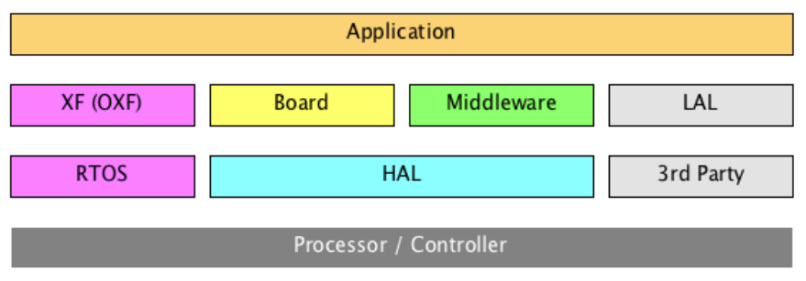 Application
XF (OXF) Board Middleware LAL
RTOS HAL 3rd Party
Processor / Controller